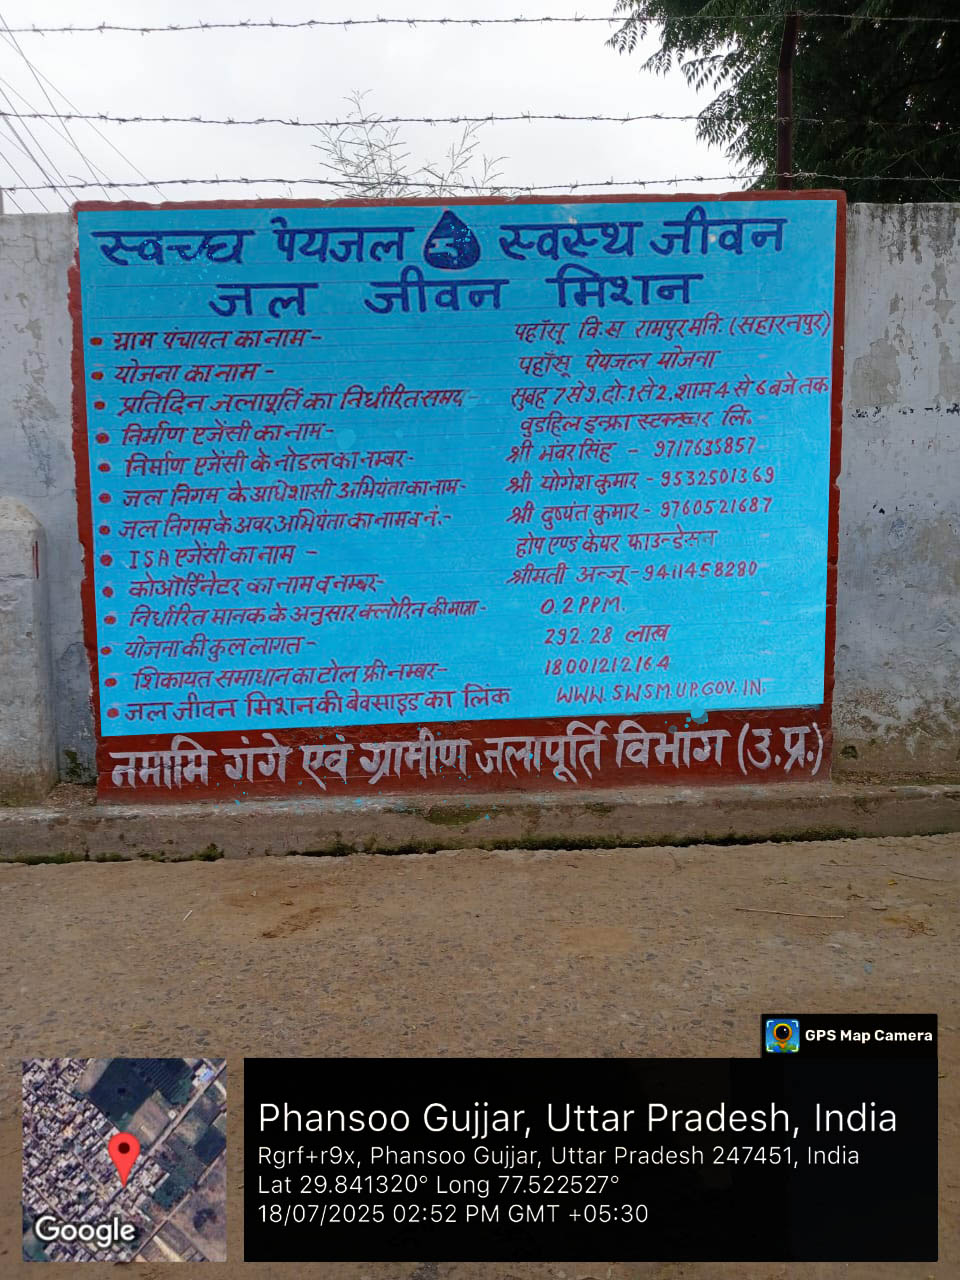 स्वच्छ पेयजल स्वस्थ जीवन
जल जीवन मिशन
ग्राम पंचायत का नाम - पहाँसू वि.ख रामपुर मनि. (सहारनपुर)
योजना का नाम - पहाँसू पेयजल योजना
प्रतिदिन जलापूर्ति का निर्धारित समय - सुबह 7 से 9, दो. 1 से 2, शाम 4 से 6 बजे तक
निर्माण एजेंसी का नाम - वुडहिल इन्फ्रा लि.
निर्माण एजेंसी के नोडल का नम्बर - श्री भंवर सिंह - 9717635857
जल निगम के अधिशासी अभियंता का नाम - श्री योगेश कुमार - 9532501369
जल निगम के अवर अभियंता का नाम व नं. - श्री दुष्यंत कुमार - 9760521687
ISA एजेंसी का नाम - होप एण्ड केयर फाउन्डेसन
कोऑर्डिनेटर का नाम व नम्बर - श्रीमती अन्जू - 9411458280
निर्धारित मानक के अनुसार क्लोरिन की मात्रा - 0.2 PPM.
योजना की कुल लागत - 292.28 लाख
शिकायत समाधान का टोल फ्री नम्बर - 18001212164
जल जीवन मिशन की बेवसाइड का लिंक WWW.SWSM.UP.GOV.IN.
नमामि गंगे एवं ग्रामीण जलापूर्ति विभाग (उ.प्र.)
GPS Map Camera
Phansoo Gujjar, Uttar Pradesh, India
Rgrf+r9x, Phansoo Gujjar, Uttar Pradesh 247451, India
Lat 29.841320° Long 77.522527°
18/07/2025 02:52 PM GMT +05:30
Google